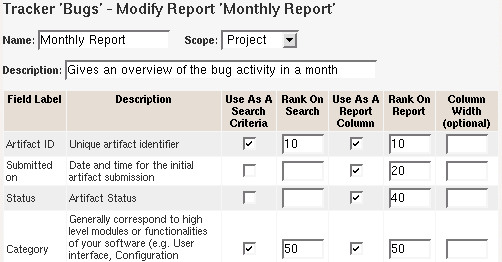 Tracker 'Bugs' - Modify Report 'Monthly Report'
Name: Monthly Report Scope: Project
Description: Gives an overview of the bug activity in a month
Field Label Description Use As A Search Criteria Rank On Search Use As A Report Column Rank On Report Column Width (optional)
Artifact ID Unique artifact identifier 10 10
Submitted on Date and time for the initial artifact submission 20
Status Artifact Status 40
Category Generally correspond to high level modules or functionalities of your software (e.g. User interface, Configuration 50 50